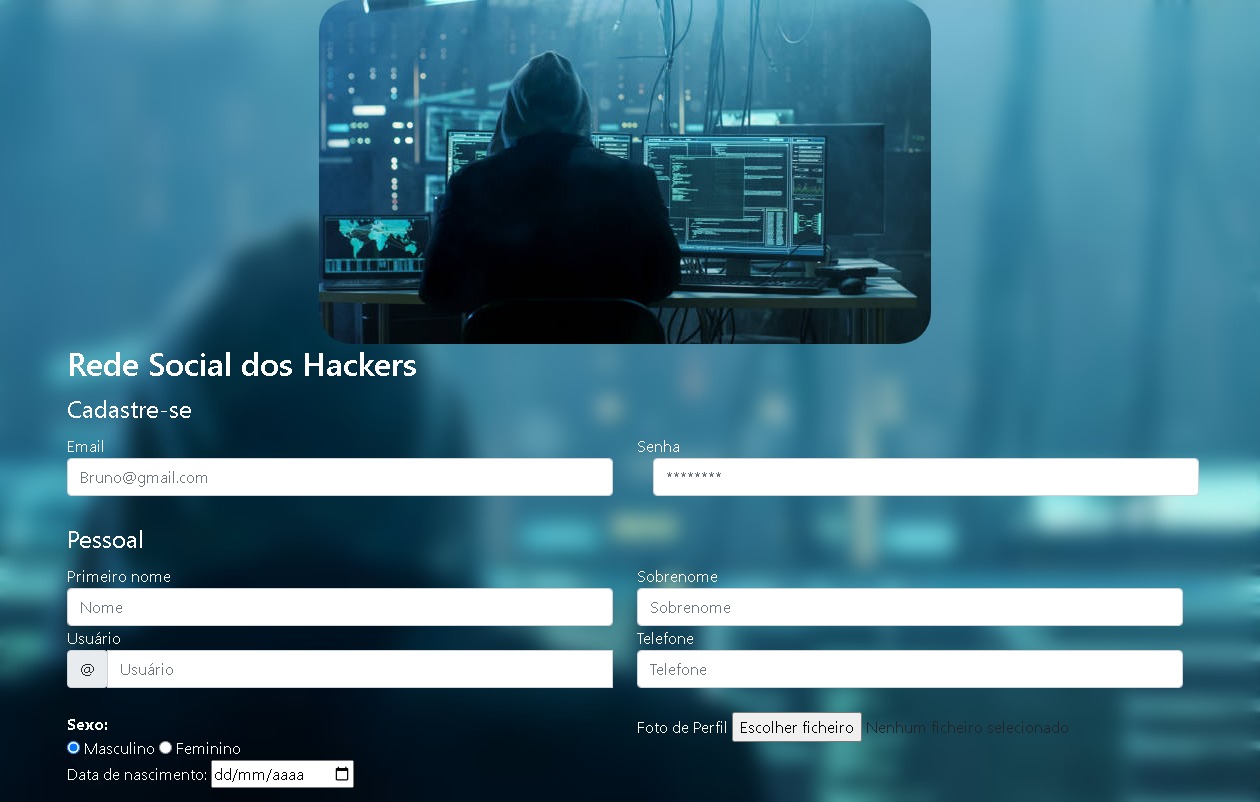 Rede Social dos Hackers
Cadastre-se
Email Senha
Bruno@gmail.com ********
Pessoal
Primeiro nome Sobrenome
Nome Sobrenome
Usuário Telefone
@ Usuário Telefone
Sexo:
Foto de Perfil Escolher ficheiro Nenhum ficheiro selecionado
Masculino Feminino
Data de nascimento: dd/mm/aaaa